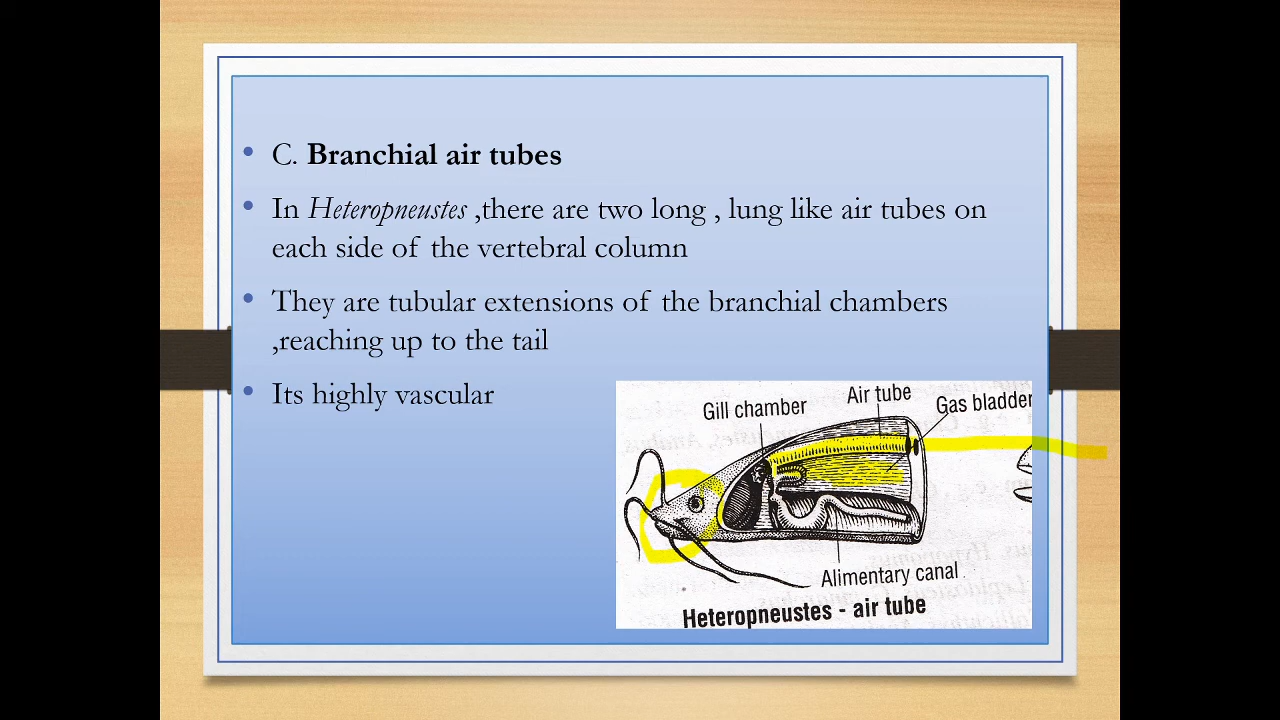 • C. Branchial air tubes
• In Heteropneustes ,there are two long , lung like air tubes on
each side of the vertebral column
• They are tubular extensions of the branchial chambers
,reaching up to the tail
• Its highly vascular
Gill chamber
Air tube
Gas bladder
Alimentary canal
Heteropneustes - air tube